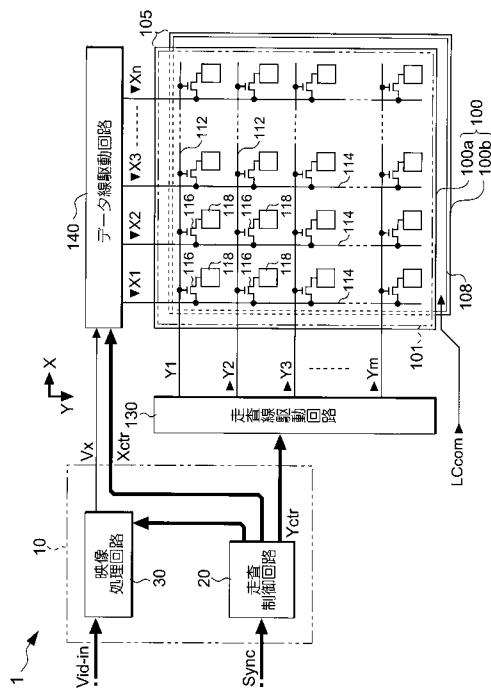 1
Vid-in
Sync
10
映像
処理回路
30
走査
制御回路
20
Vx
Xctr
Yctr
X
Y
140
データ線駆動回路
130
走査線駆動回路
X1
X2
X3
Xn
Y1
Y2
Y3
Ym
105
112
112
116
116
116
116
118
118
118
118
114
114
114
101
108
100a
100b
100
LCcom